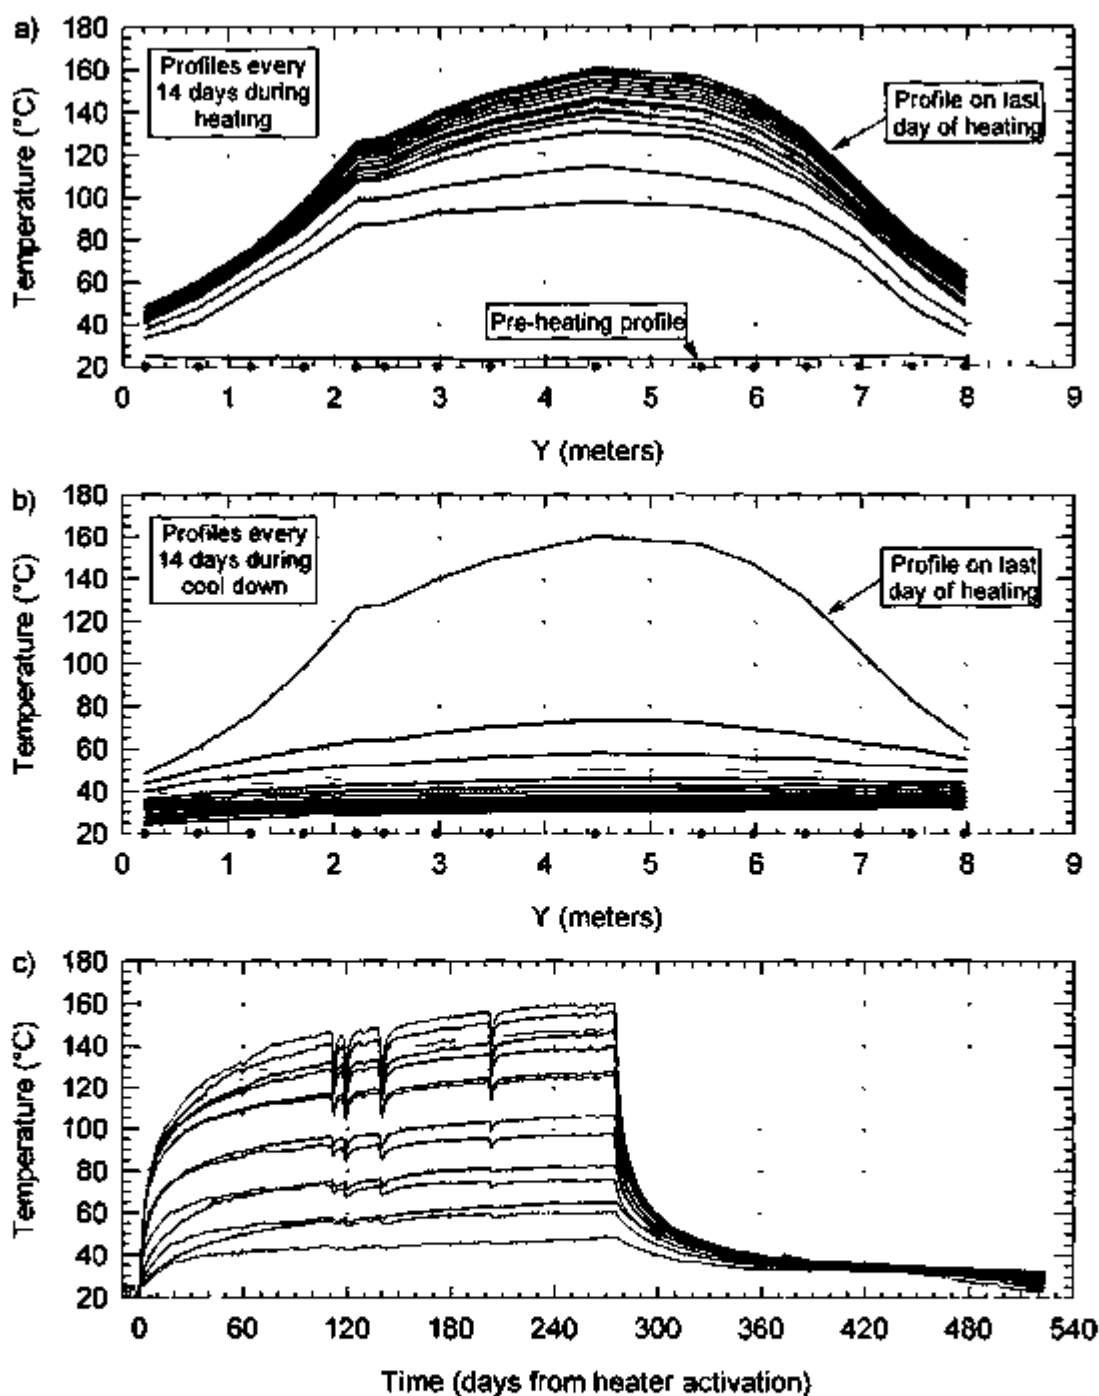 a)
180
160
140
120
100
80
60
40
20
Temperature (°C)
Profiles every
14 days during
heating
Profile on last
day of heating
Pre-heating profile
0 1 2 3 4 5 6 7 8 9
Y (meters)
b)
180
160
140
120
100
80
60
40
20
Temperature (°C)
Profiles every
14 days during
cool down
Profile on last
day of heating
0 1 2 3 4 5 6 7 8 9
Y (meters)
c)
180
160
140
120
100
80
60
40
20
Temperature (°C)
0 60 120 180 240 300 360 420 480 540
Time (days from heater activation)